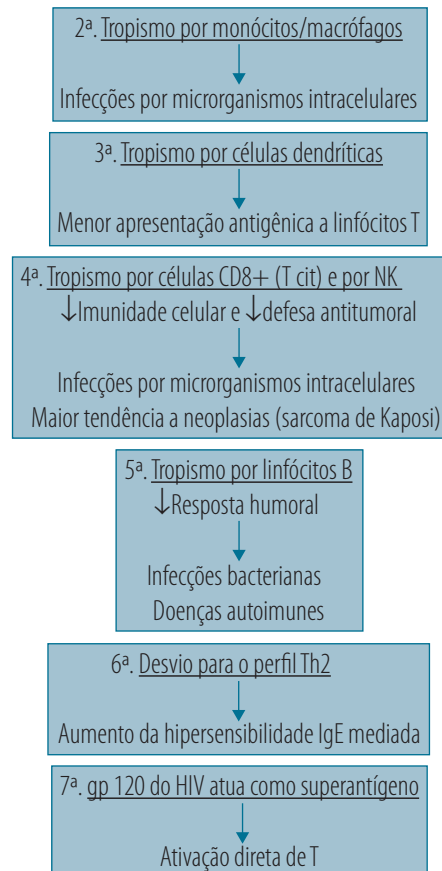 2ª. Tropismo por monócitos/macrófagos
Infecções por microrganismos intracelulares
3ª. Tropismo por células dendríticas
Menor apresentação antigênica a linfócitos T
4ª. Tropismo por células CD8+ (T cit) e por NK
↓Imunidade celular e ↓defesa antitumoral
Infecções por microrganismos intracelulares
Maior tendência a neoplasias (sarcoma de Kaposi)
5ª. Tropismo por linfócitos B
↓Resposta humoral
Infecções bacterianas
Doenças autoimunes
6ª. Desvio para o perfil Th2
Aumento da hipersensibilidade IgE mediada
7ª. gp 120 do HIV atua como superantígeno
Ativação direta de T